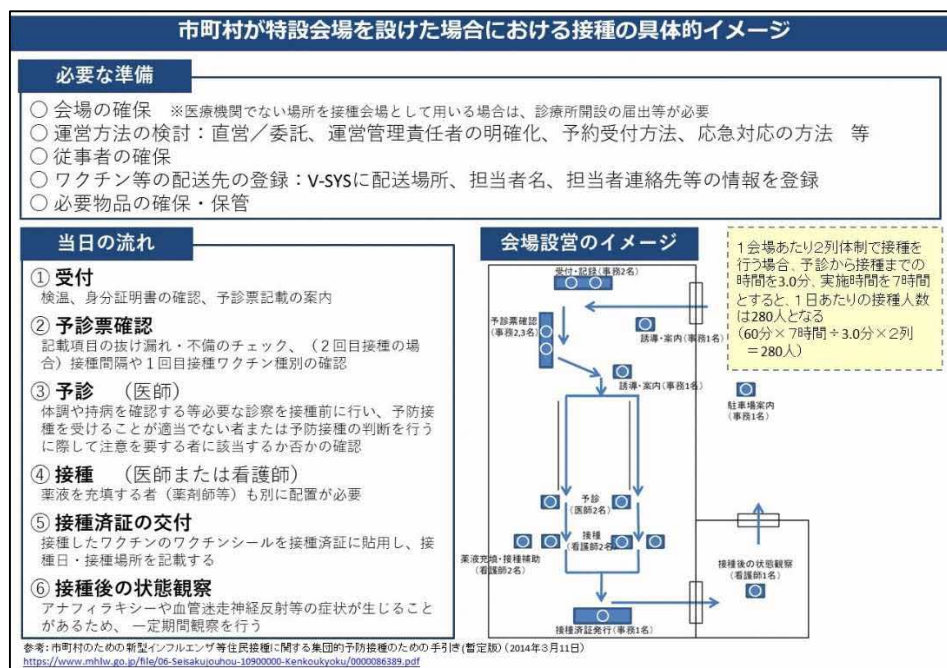 市町村が特設会場を設けた場合における接種の具体的イメージ
必要な準備
○ 会場の確保 ※医療機関でない場所を接種会場として用いる場合は、診療所開設の届出等が必要
○ 運営方法の検討：直営／委託、運営管理責任者の明確化、予約受付方法、応急対応の方法 等
○ 従事者の確保
○ ワクチン等の配送先の登録：V-SYSに配送場所、担当者名、担当者連絡先等の情報を登録
○ 必要物品の確保・保管
当日の流れ
① 受付
検温、身分証明書の確認、予診票記載の案内
② 予診票確認
記載項目の抜け漏れ・不備のチェック、（２回目接種の場
合）接種間隔や１回目接種ワクチン種別の確認
③ 予診 （医師）
体調や持病を確認する等必要な診察を接種前に行い、予防接
種を受けることが適当でない者または予防接種の判断を行う
に際して注意を要する者に該当するか否かの確認
④ 接種 （医師または看護師）
薬液を充填する者（薬剤師等）も別に配置が必要
⑤ 接種済証の交付
接種したワクチンのワクチンシールを接種済証に貼用し、接
種日・接種場所を記載する
⑥ 接種後の状態観察
アナフィラキシーや血管迷走神経反射等の症状が生じること
があるため、一定期間観察を行う
会場設営のイメージ
受付・記録(事務2名)
予診票確認
(事務2,3名)
誘導・案内(事務1名)
誘導・案内(事務1名)
駐車場案内
(事務1名)
予診
(医師2名)
接種
(看護師2名)
薬液充填・接種補助
(看護師2名)
接種後の状態観察
(看護師1名)
接種済証発行(事務1名)
１会場あたり２列体制で接種を
行う場合、予診から接種までの
時間を3.0分、実施時間を７時間
とすると、１日あたりの接種人数
は280人となる
(60分×７時間÷3.0分×２列
＝280人)
参考：市町村のための新型インフルエンザ等住民接種に関する集団的予防接種のための手引き(暫定版)（2014年３月11日）
https://www.mhlw.go.jp/file/06-Seisakujouhou-10900000-Kenkoukyoku/0000086389.pdf